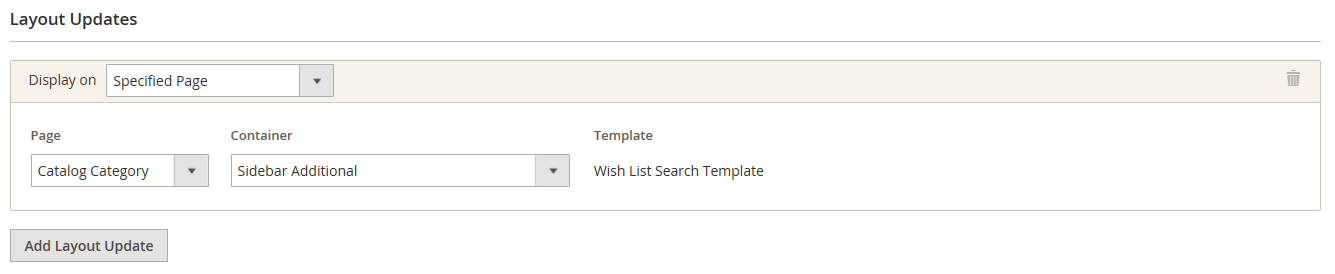 Layout Updates
Display on Specified Page
Page Container Template
Catalog Category Sidebar Additional Wish List Search Template
Add Layout Update